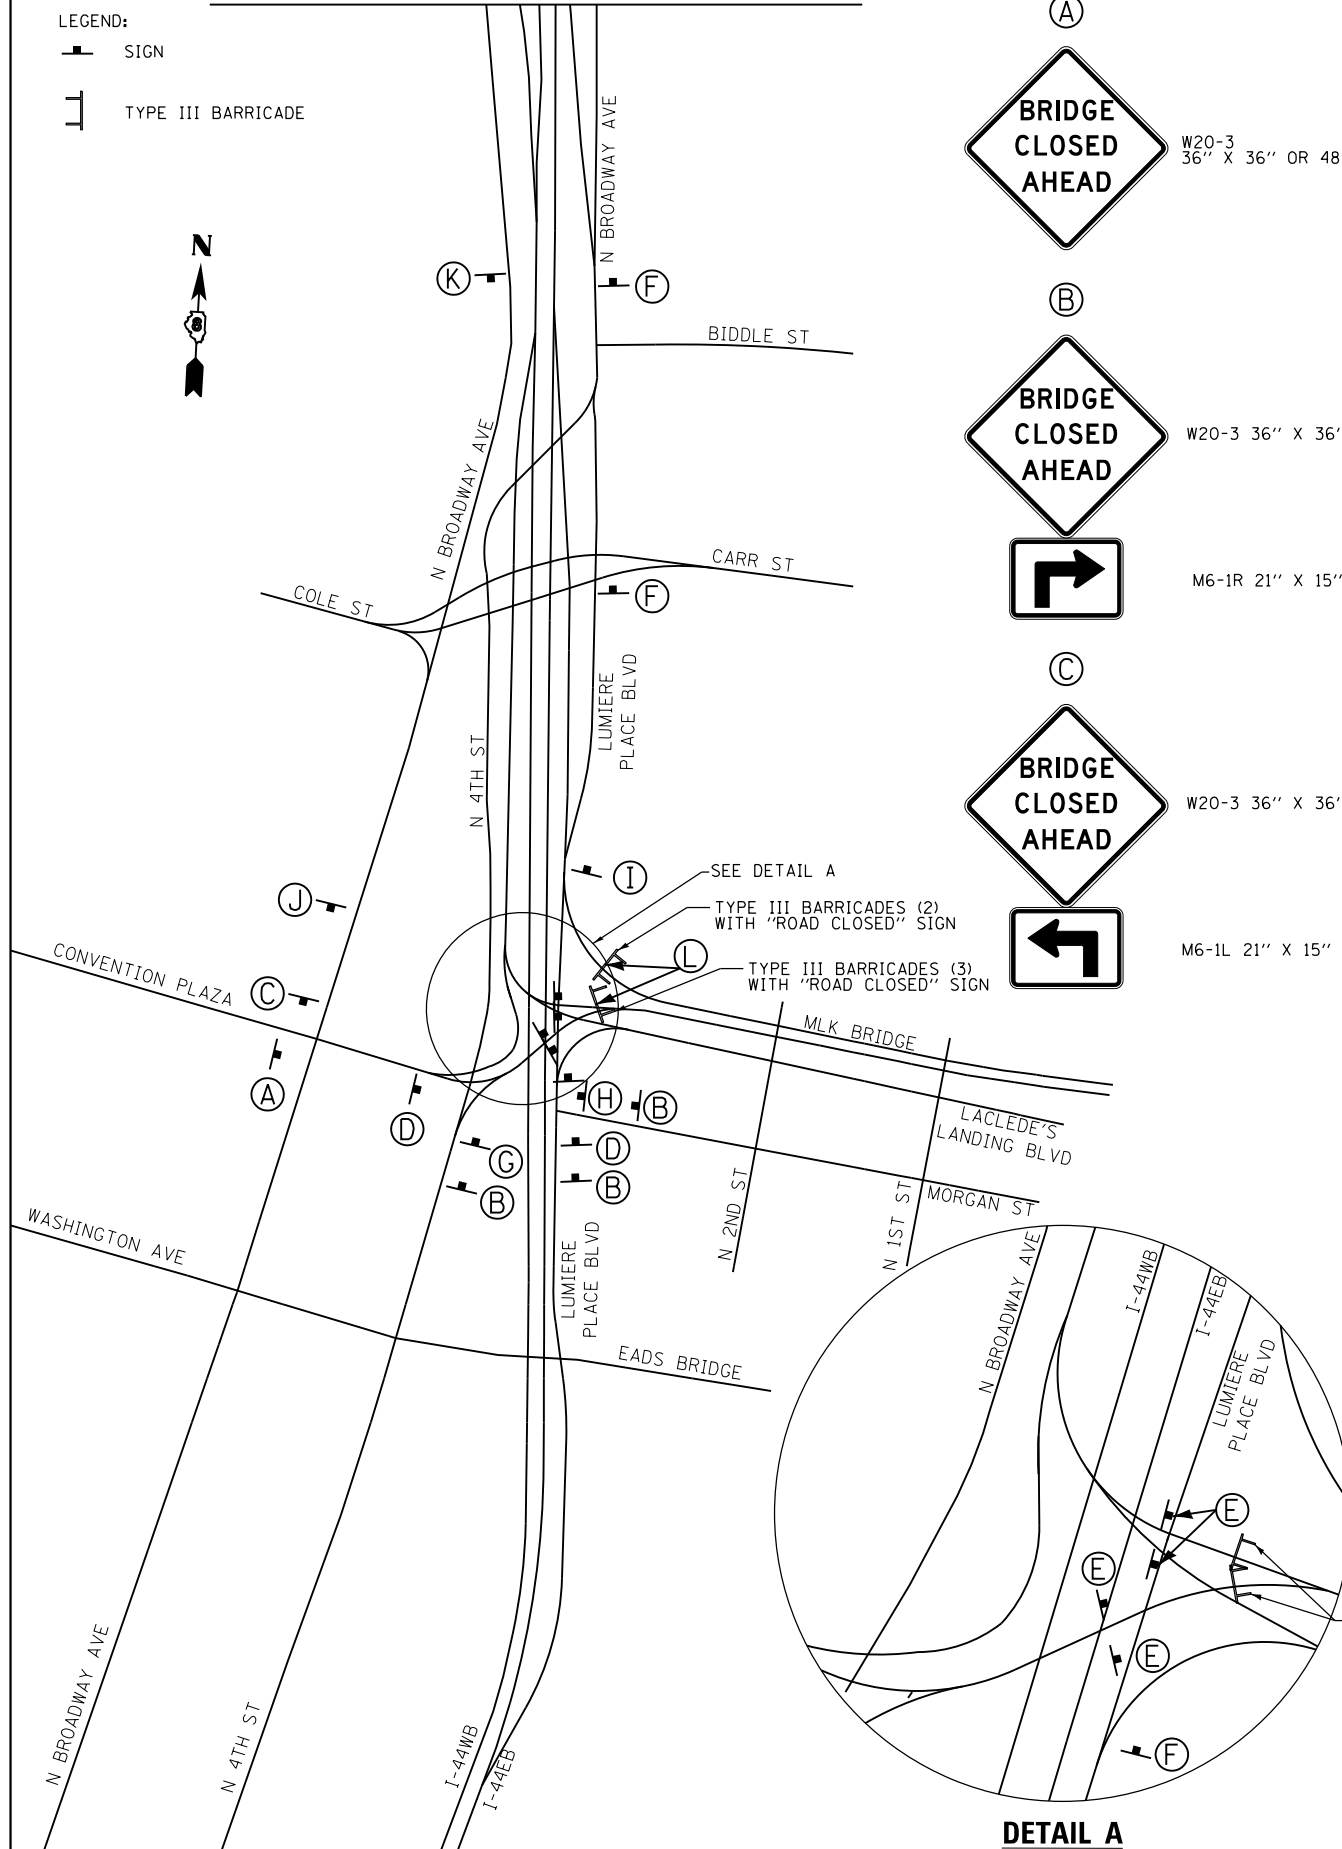 LEGEND:
SIGN
TYPE III BARRICADE
N
8
N BROADWAY AVE
K
F
BIDDLE ST
N BROADWAY AVE
CARR ST
COLE ST
F
LUMIERE
PLACE BLVD
N 4TH ST
I
SEE DETAIL A
J
TYPE III BARRICADES (2)
WITH "ROAD CLOSED" SIGN
L
TYPE III BARRICADES (3)
WITH "ROAD CLOSED" SIGN
CONVENTION PLAZA
C
MLK BRIDGE
A
D
H
B
LACLEDE'S
LANDING BLVD
G
D
B
B
MORGAN ST
N 2ND ST
N 1ST ST
WASHINGTON AVE
LUMIERE
PLACE BLVD
EADS BRIDGE
N BROADWAY AVE
N 4TH ST
I-44WB
I-44EB
A
BRIDGE
CLOSED
AHEAD
W20-3
36" X 36" OR 48
B
BRIDGE
CLOSED
AHEAD
W20-3 36" X 36'
M6-1R 21" X 15"
C
BRIDGE
CLOSED
AHEAD
W20-3 36" X 36'
M6-1L 21" X 15"
N BROADWAY AVE
I-44WB
I-44EB
LUMIERE
PLACE BLVD
E
E
E
F
DETAIL A